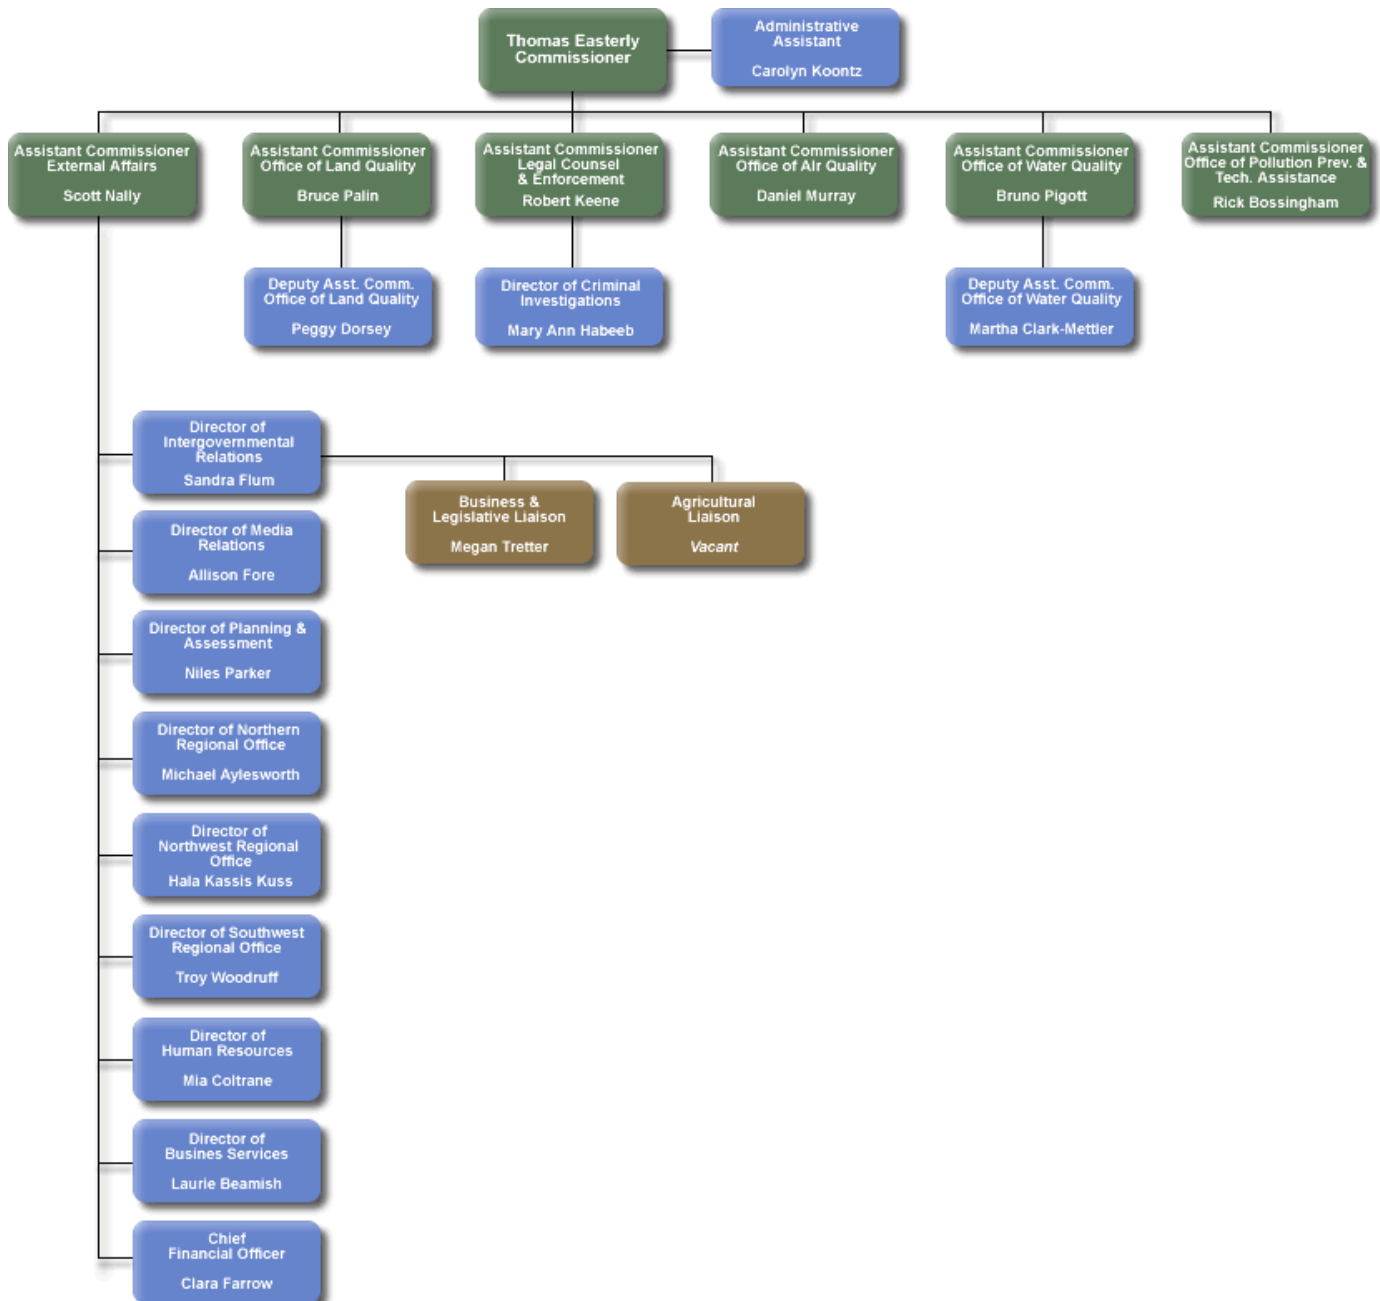 Thomas Easterly
Commissioner
Administrative
Assistant
Carolyn Koontz
Assistant Commissioner
External Affairs
Scott Nally
Assistant Commissioner
Office of Land Quality
Bruce Palin
Assistant Commissioner
Legal Counsel
& Enforcement
Robert Keene
Assistant Commissioner
Office of Air Quality
Daniel Murray
Assistant Commissioner
Office of Water Quality
Bruno Pigott
Assistant Commissioner
Office of Pollution Prev. &
Tech. Assistance
Rick Bossingham
Deputy Asst. Comm.
Office of Land Quality
Peggy Dorsey
Director of Criminal
Investigations
Mary Ann Habeeb
Deputy Asst. Comm.
Office of Water Quality
Martha Clark-Mettler
Director of
Intergovernmental
Relations
Sandra Flum
Business &
Legislative Liaison
Megan Tretter
Agricultural
Liaison
Vacant
Director of Media
Relations
Allison Fore
Director of Planning &
Assessment
Niles Parker
Director of Northern
Regional Office
Michael Aylesworth
Director of
Northwest Regional
Office
Hala Kassis Kuss
Director of Southwest
Regional Office
Troy Woodruff
Director of
Human Resources
Mia Coltrane
Director of
Busines Services
Laurie Beamish
Chief
Financial Officer
Clara Farrow